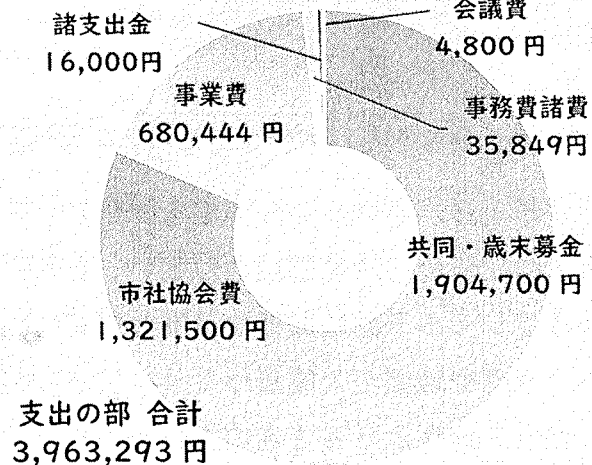 会議費
4,800 円
諸支出金
16,000円
事業費
680,444 円
事務費諸費
35,849円
共同・歳末募金
1,904,700 円
市社協会費
1,321,500 円
支出の部 合計
3,963,293 円